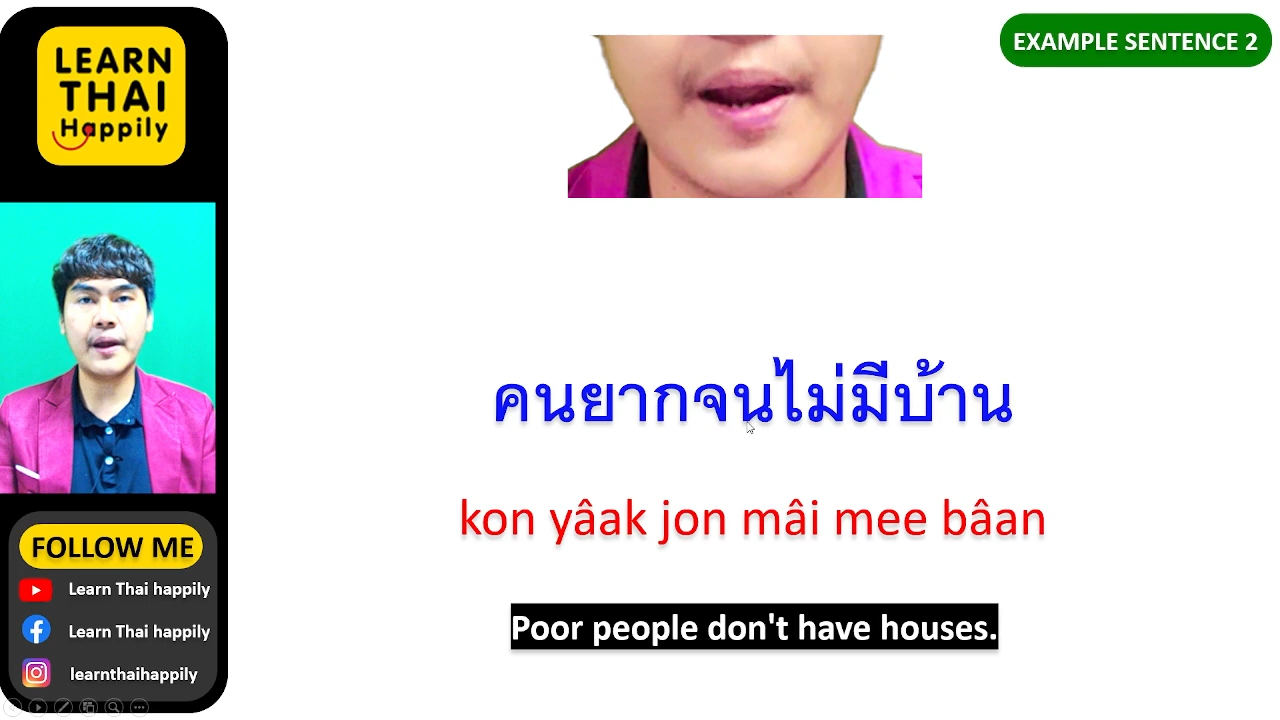 LEARN
THAI
Happily
EXAMPLE SENTENCE 2
คนยากจนไม่มีบ้าน
kon yâak jon mâi mee bâan
Poor people don't have houses.
FOLLOW ME
Learn Thai happily
Learn Thai happily
learnthaihappily